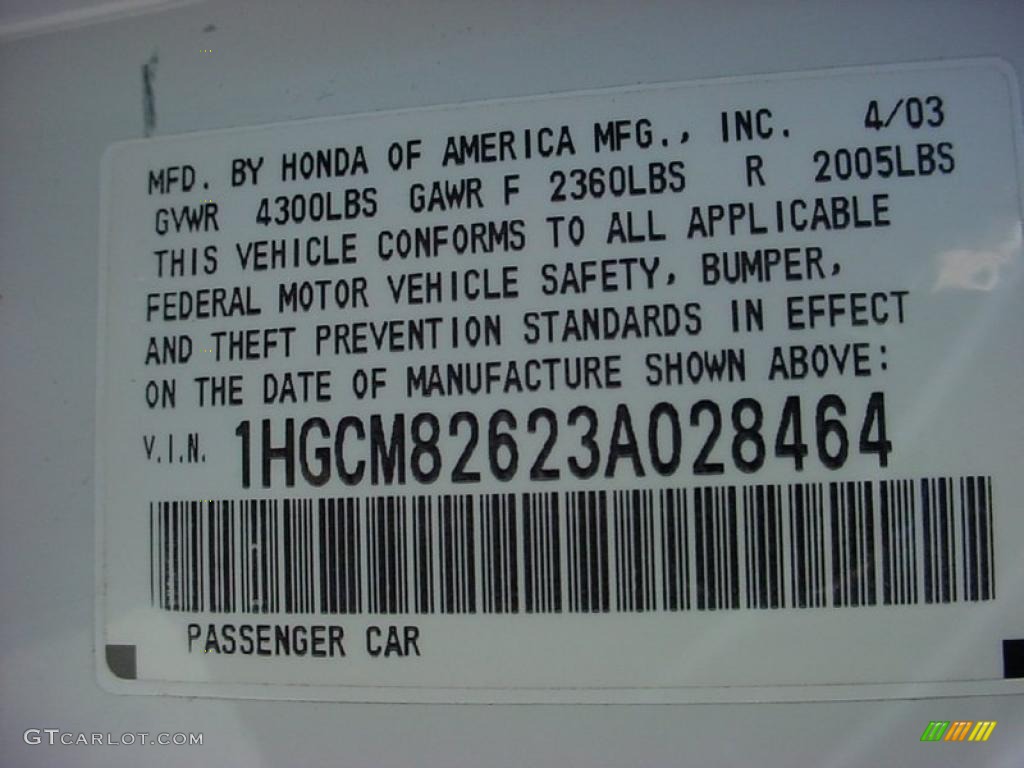 MFD. BY HONDA OF AMERICA MFG., INC. 4/03
GVWR 4300LBS GAWR F 2360LBS R 2005LBS
THIS VEHICLE CONFORMS TO ALL APPLICABLE
FEDERAL MOTOR VEHICLE SAFETY, BUMPER,
AND THEFT PREVENTION STANDARDS IN EFFECT
ON THE DATE OF MANUFACTURE SHOWN ABOVE:
V.I.N. 1HGCM82623A028464
PASSENGER CAR
GTCARLOT.COM